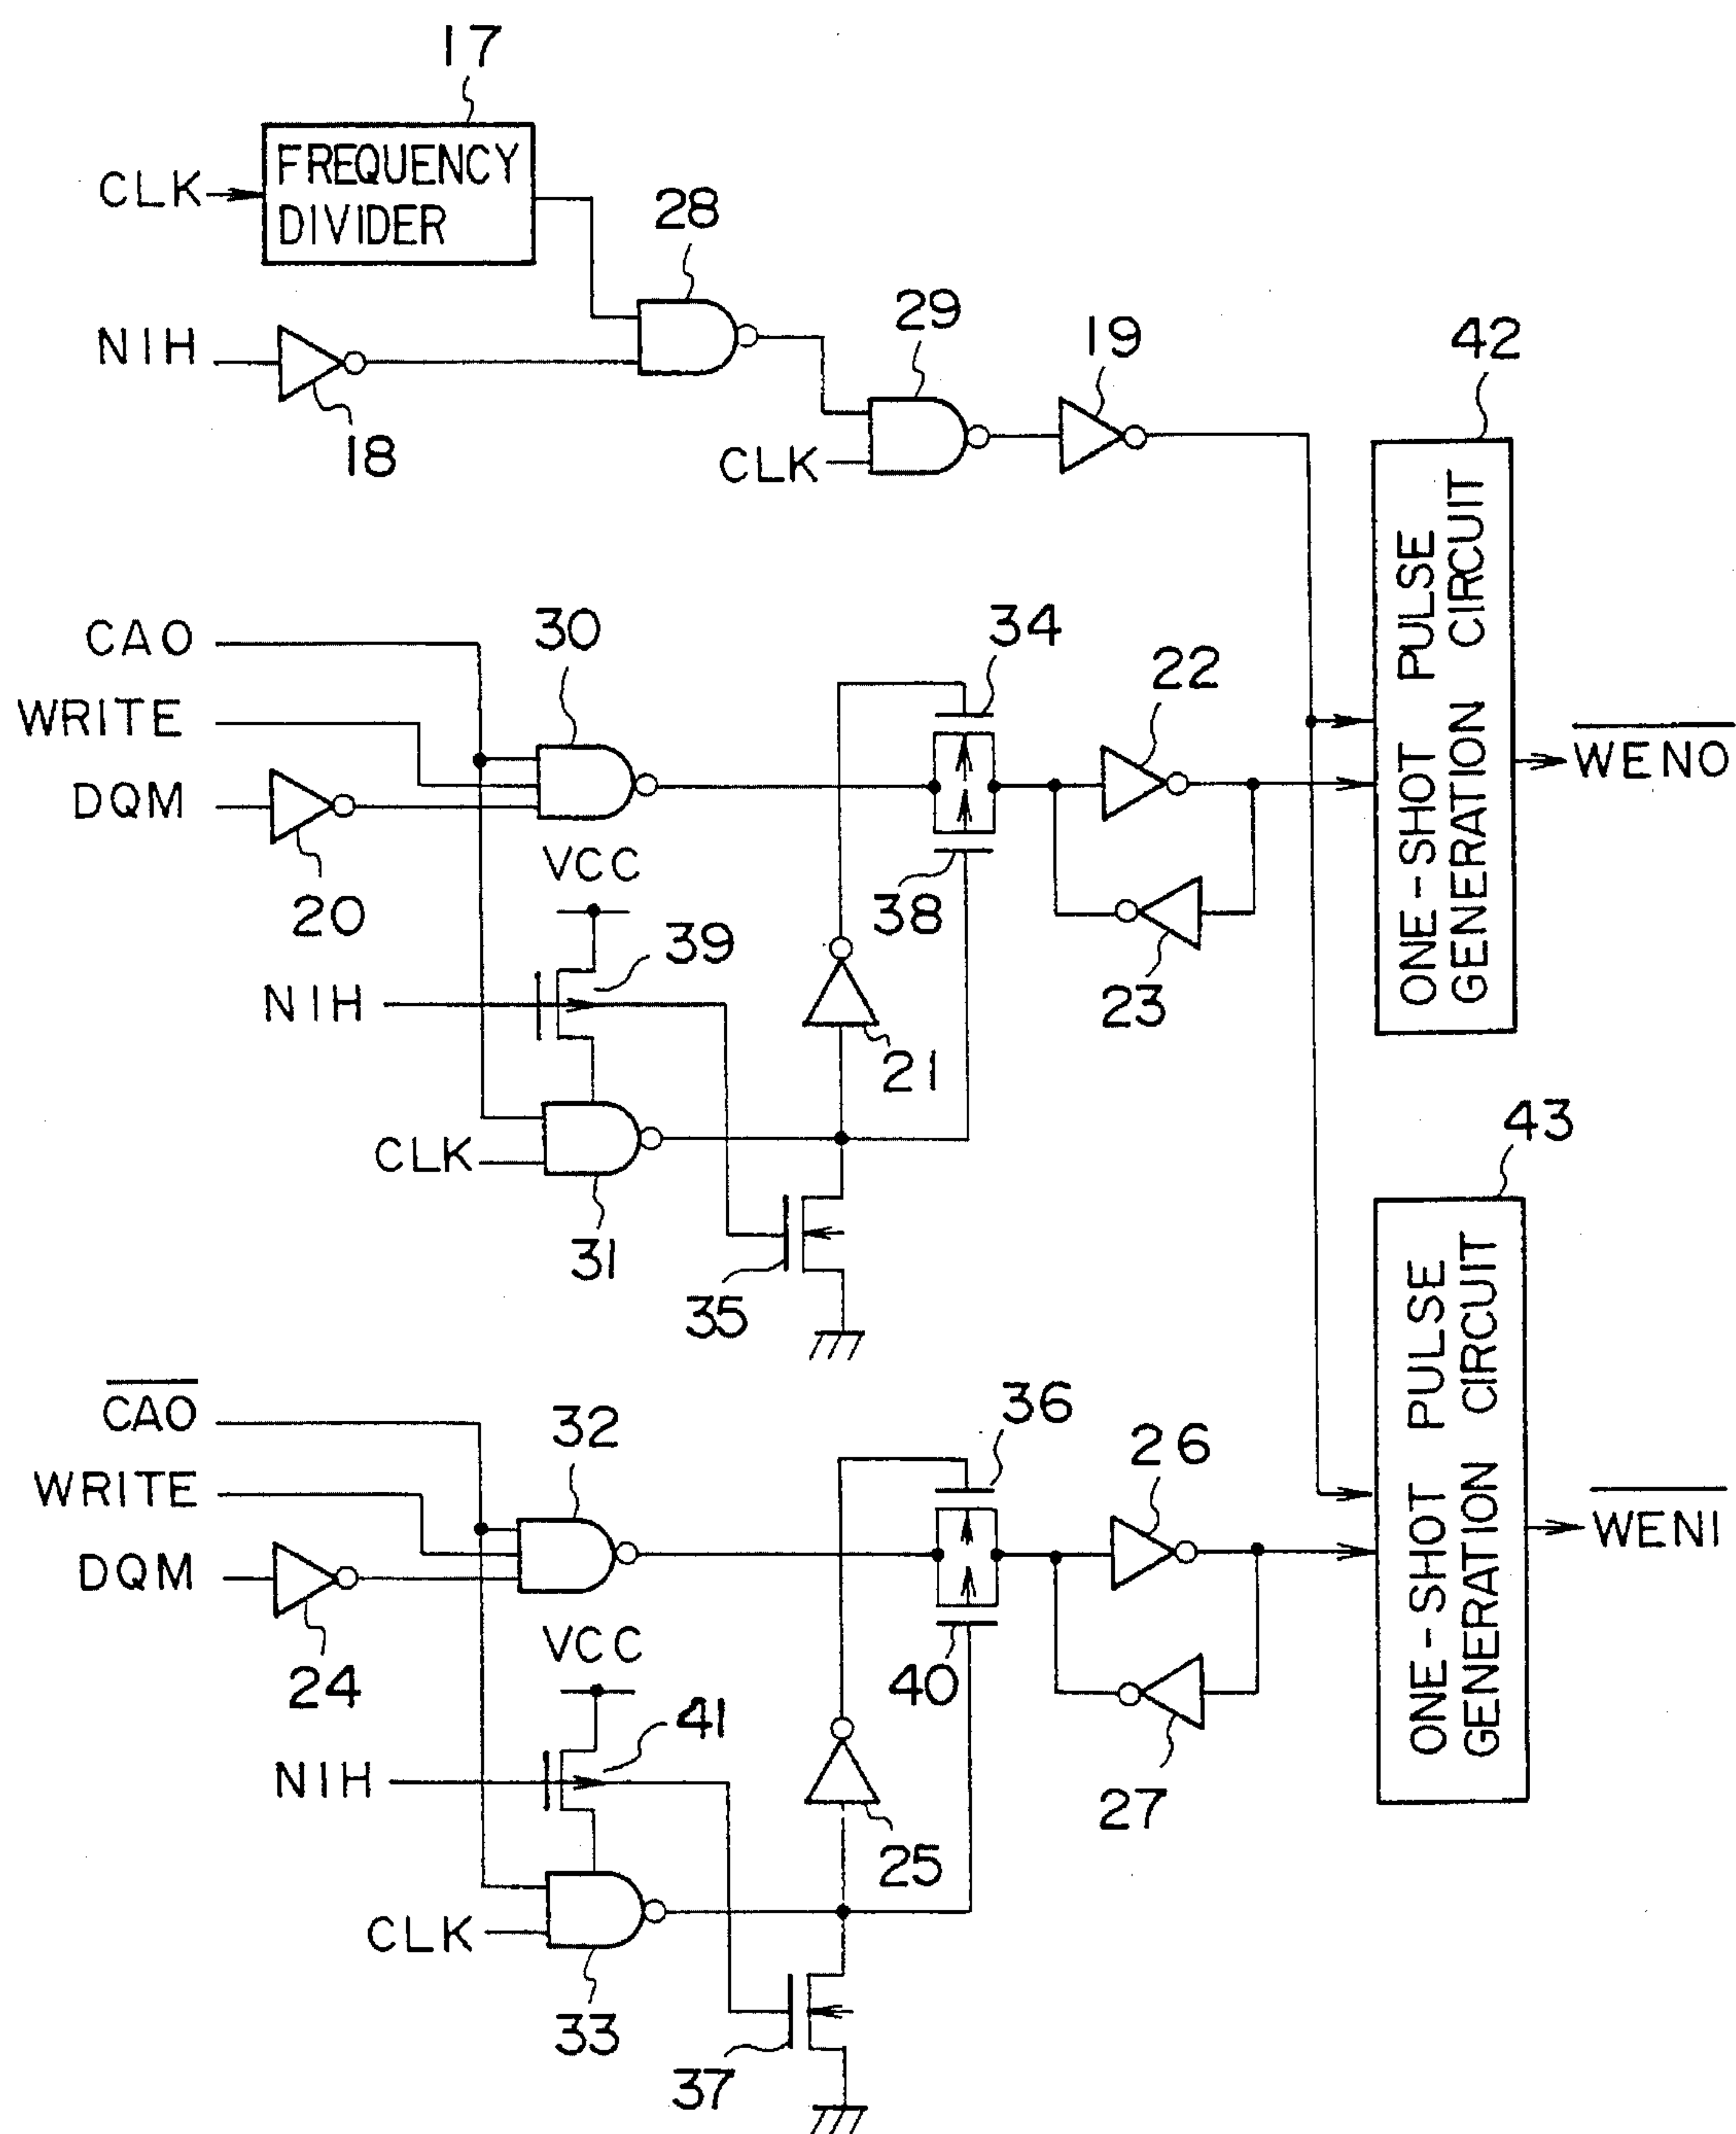 17
CLK
FREQUENCY
DIVIDER
28
NIH
18
29
19
CLK
42
ONE-SHOT PULSE
GENERATION CIRCUIT
CAO
30
34
WRITE
22
WENO
DQM
20
VCC
38
39
NIH
23
21
CLK
31
35
43
ONE-SHOT PULSE
GENERATION CIRCUIT
CAO
32
36
WRITE
26
WENI
DQM
24
VCC
40
41
NIH
27
25
CLK
33
37